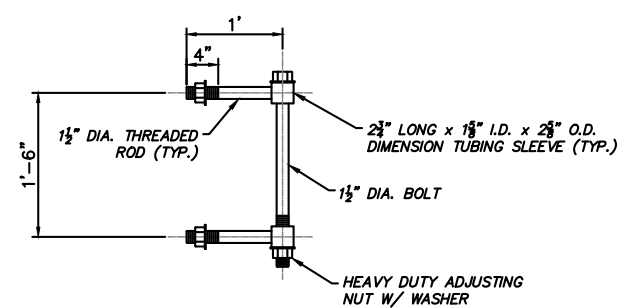 1'
4"
1½" DIA. THREADED
ROD (TYP.)
2¾" LONG x 1⅝" I.D. x 2⅝" O.D.
DIMENSION TUBING SLEEVE (TYP.)
1'-6"
1½" DIA. BOLT
HEAVY DUTY ADJUSTING
NUT W/ WASHER